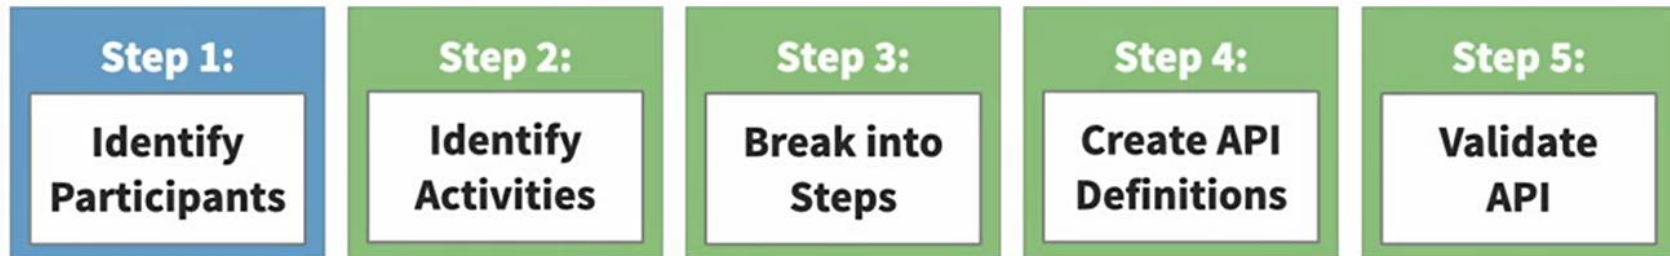 Step 1:
Identify
Participants
Step 2:
Identify
Activities
Step 3:
Break into
Steps
Step 4:
Create API
Definitions
Step 5:
Validate
API